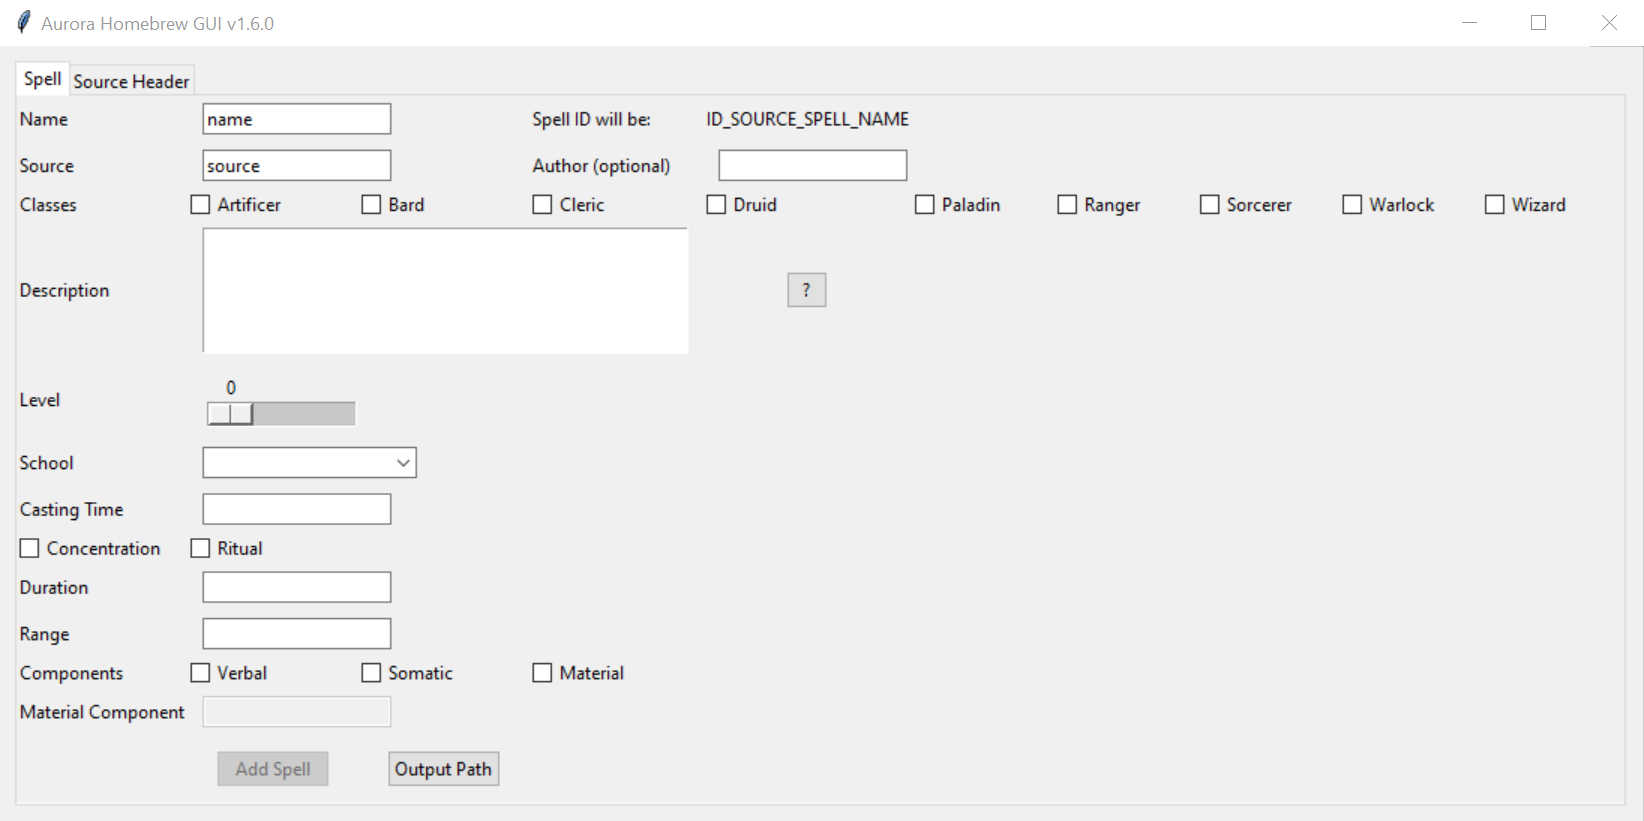 Aurora Homebrew GUI v1.6.0
Spell Source Header
Name name Spell ID will be: ID_SOURCE_SPELL_NAME
Source source Author (optional)
Classes Artificer Bard Cleric Druid Paladin Ranger Sorcerer Warlock Wizard
Description ?
0
Level
School
Casting Time
Concentration Ritual
Duration
Range
Components Verbal Somatic Material
Material Component
Add Spell Output Path